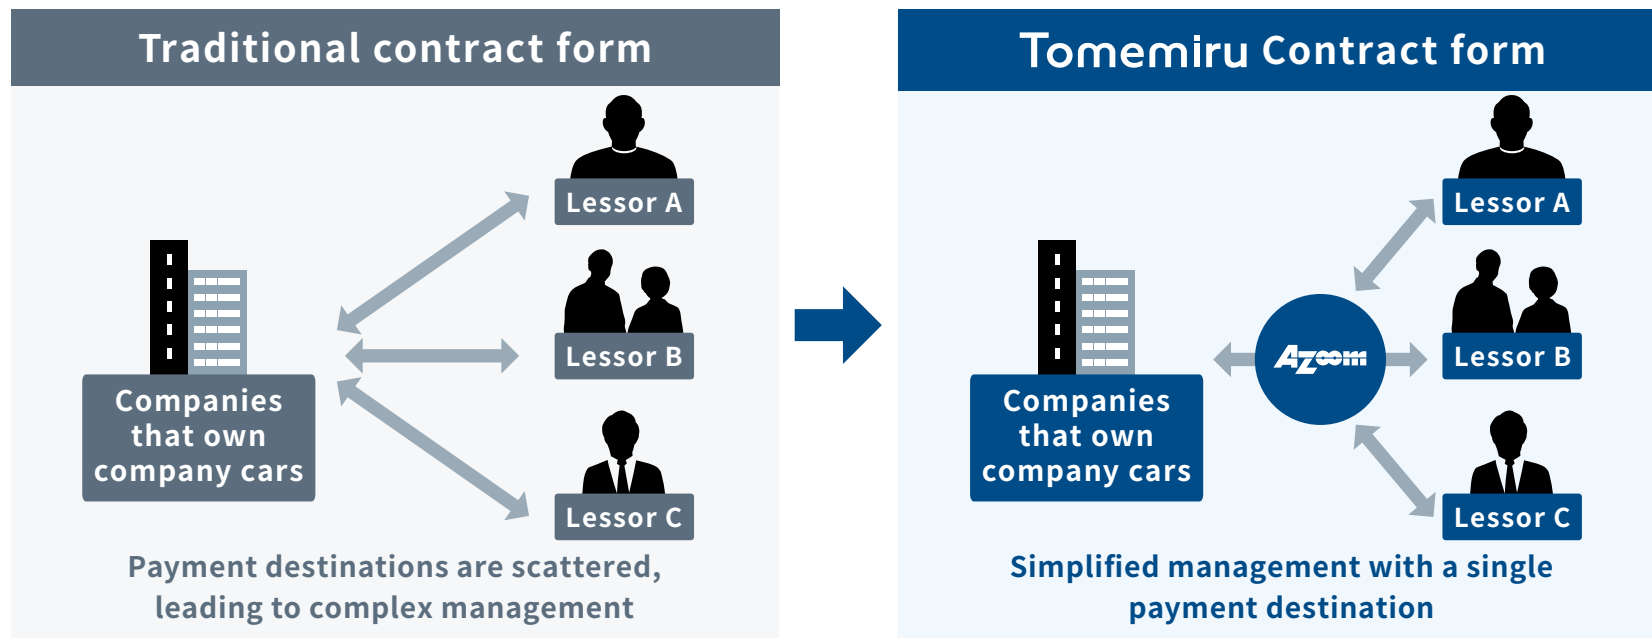 Traditional contract form
Lessor A
Lessor B
Companies
that own
company cars
Lessor C
Payment destinations are scattered,
leading to complex management
Tomemiru Contract form
Lessor A
Lessor B
Azoom
Companies
that own
company cars
Lessor C
Simplified management with a single
payment destination